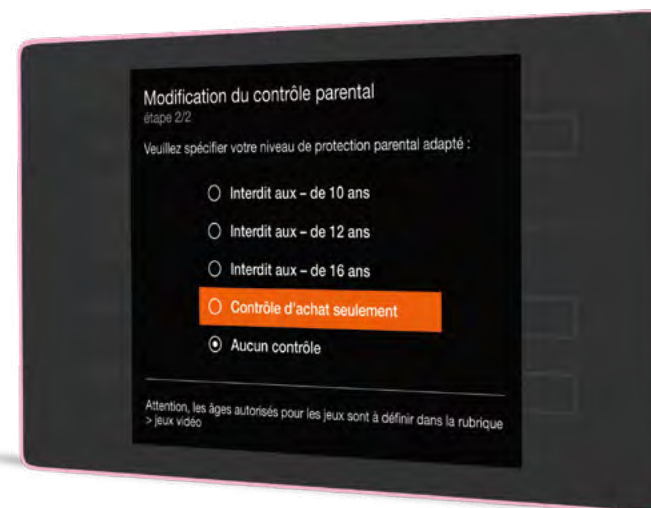 Modification du contrôle parental
étape 2/2
Veuillez spécifier votre niveau de protection parental adapté :
Interdit aux – de 10 ans
Interdit aux – de 12 ans
Interdit aux – de 16 ans
Contrôle d'achat seulement
Aucun contrôle
Attention, les âges autorisés pour les jeux sont à définir dans la rubrique
> jeux vidéo